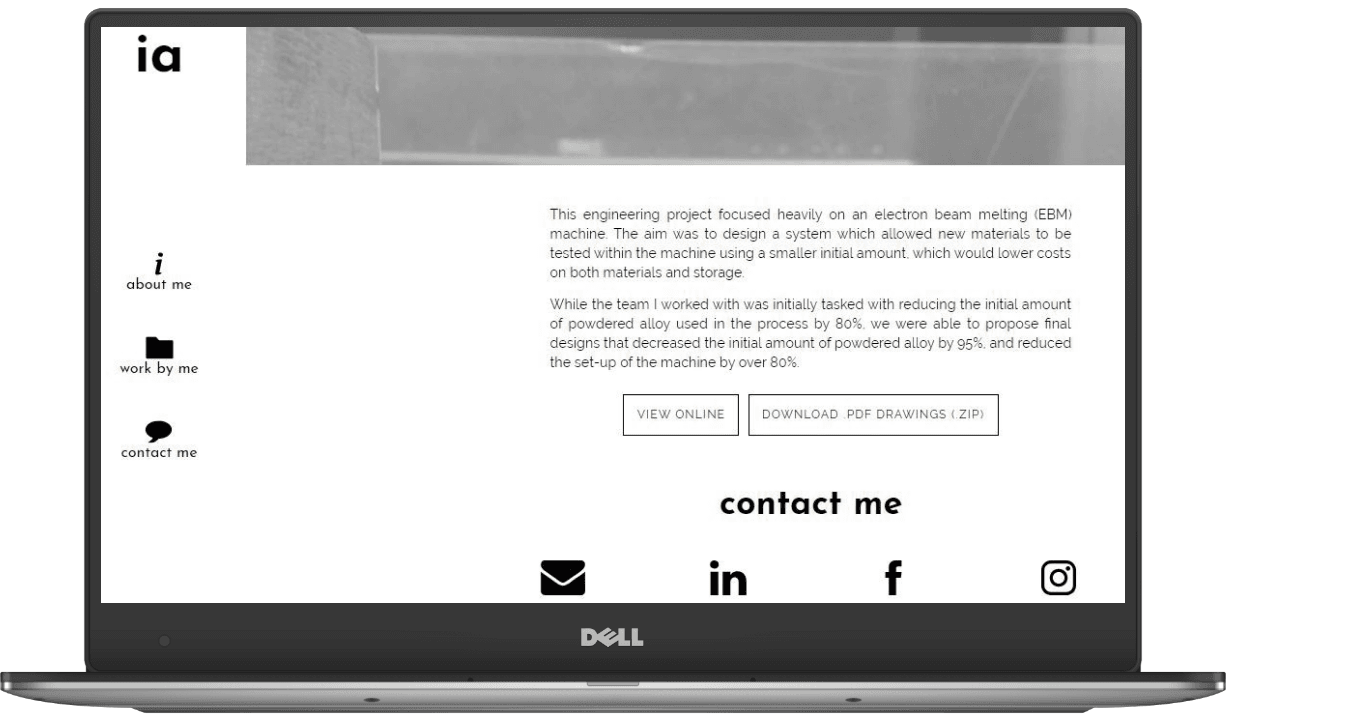 ia
i
about me
work by me
contact me
This engineering project focused heavily on an electron beam melting (EBM)
machine. The aim was to design a system which allowed new materials to be
tested within the machine using a smaller initial amount, which would lower costs
on both materials and storage.
While the team I worked with was initially tasked with reducing the initial amount
of powdered alloy used in the process by 80%, we were able to propose final
designs that decreased the initial amount of powdered alloy by 95%, and reduced
the set-up of the machine by over 80%.
VIEW ONLINE
DOWNLOAD .PDF DRAWINGS (.ZIP)
contact me
in
f
DELL